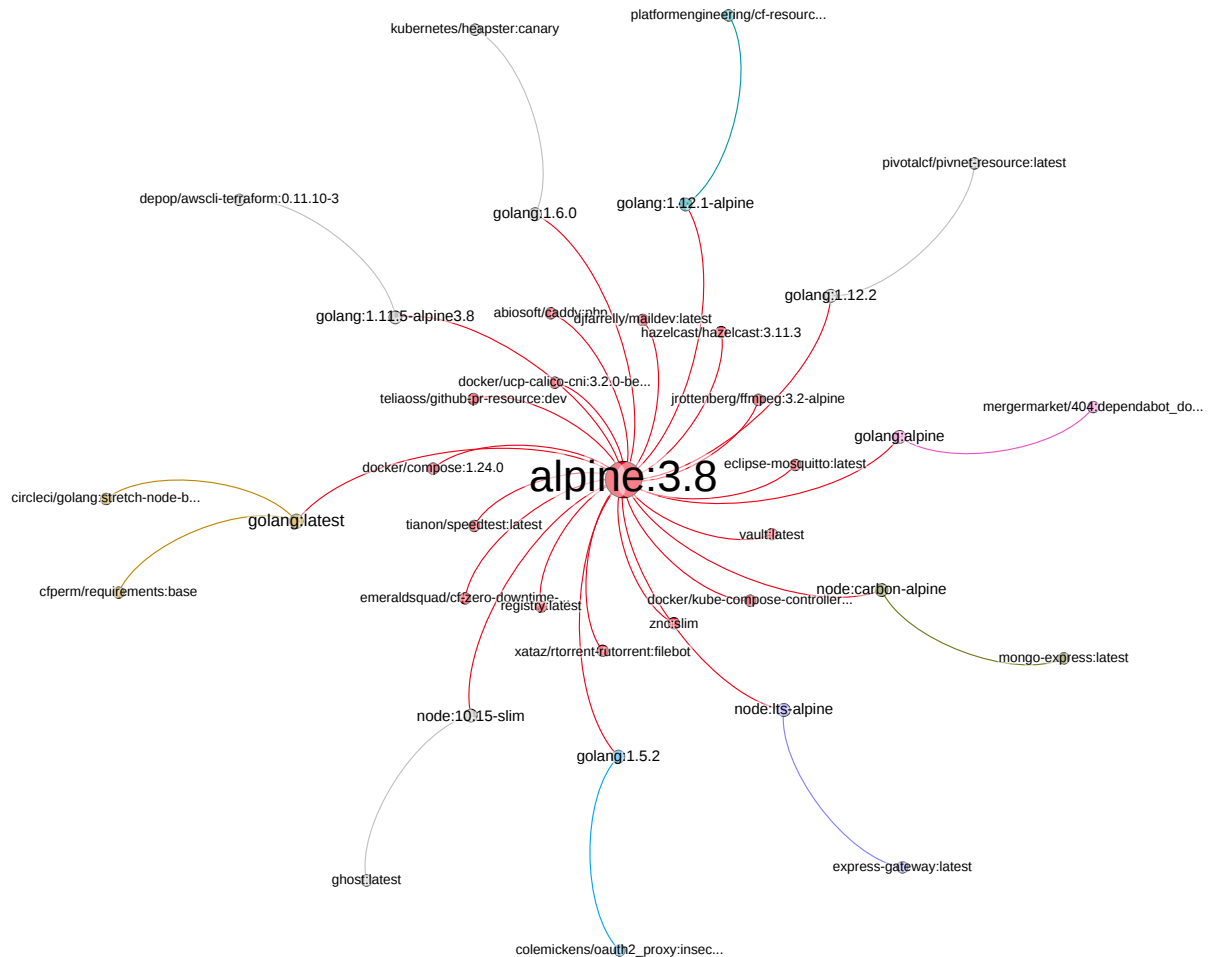 platformengineering/cf-resourc...
kubernetes/heapster:canary
pivotalcf/pivnet-resource:latest
depop/awscli-terraform:0.11.10-3
golang:1.6.0
golang:1.12.1-alpine
golang:1.12.2
golang:1.11.5-alpine3.8
abiosoft/caddy:php
djfarrelly/maildev:latest
hazelcast/hazelcast:3.11.3
docker/ucp-calico-cni:3.2.0-be...
teliaoss/github-pr-resource:dev
jrottenberg/ffmpeg:3.2-alpine
mergermarket/404:dependabot_do...
golang:alpine
docker/compose:1.24.0
alpine:3.8
eclipse-mosquitto:latest
circleci/golang:stretch-node-b...
golang:latest
tianon/speedtest:latest
vault:latest
cfperm/requirements:base
emeraldsquad/cf-zero-downtime-...
registry:latest
docker/kube-compose-controller...
node:carbon-alpine
znc:slim
xataz/rtorrent-rutorrent:filebot
mongo-express:latest
node:10.15-slim
node:lts-alpine
golang:1.5.2
express-gateway:latest
ghost:latest
colemickens/oauth2_proxy:insec...